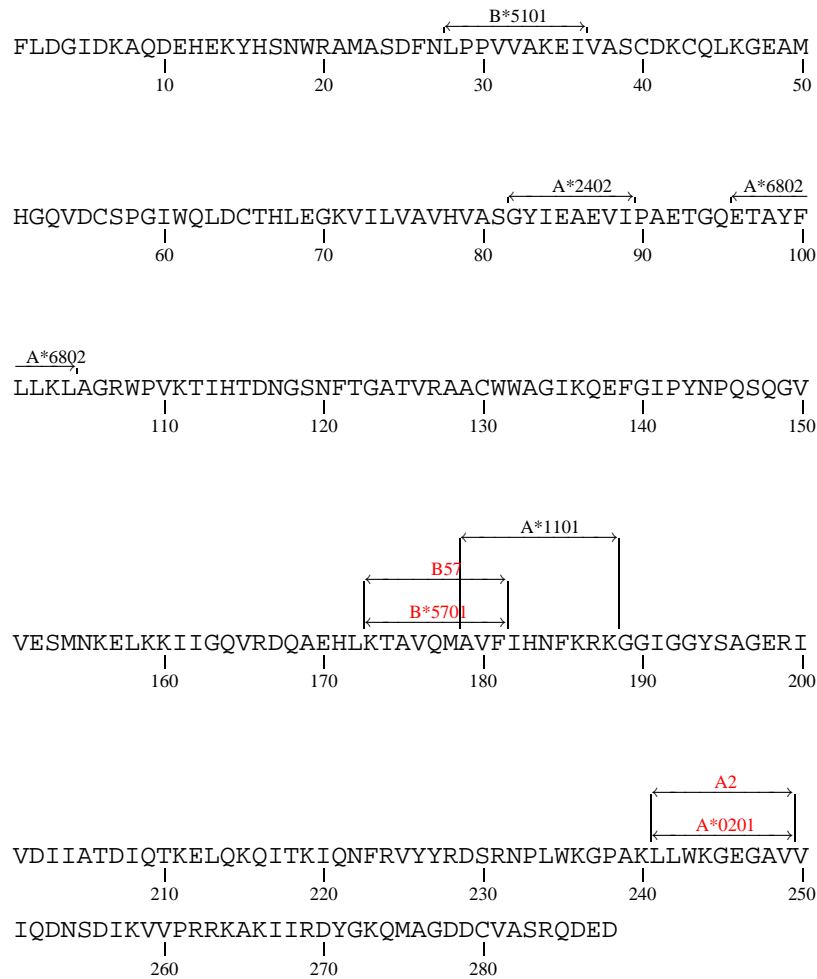 B*5101
FLDGIDKAQDEHEKYHSNWRAMASDFNLPPVVAKEIVASCDKCQLKGEAM
10 20 30 40 50
A*2402 A*6802
HGQVDCSPGIWQLDCTHLEGKVILVAVHVASGYIEAEVIPAETGQETAYF
60 70 80 90 100
A*6802
LLKLAGRWPVKTIHTDNGSNFTGATVRAACWWAGIKQEFGIPYNPQSQGV
110 120 130 140 150
A*1101
B57
B*5701
VESMNKELKKIIGQVRDQAEHLKTAVQMAVFIHNFKRKGGIGGYSAGERI
160 170 180 190 200
A2
A*0201
VDIIATDIQTKELQKQITKIQNFRVYYRDSRNPLWKGPAKLLWKGEGAVV
210 220 230 240 250
IQDNSDIKVVPRRKAKIIRDYGKQMAGDDCVASRQDED
260 270 280